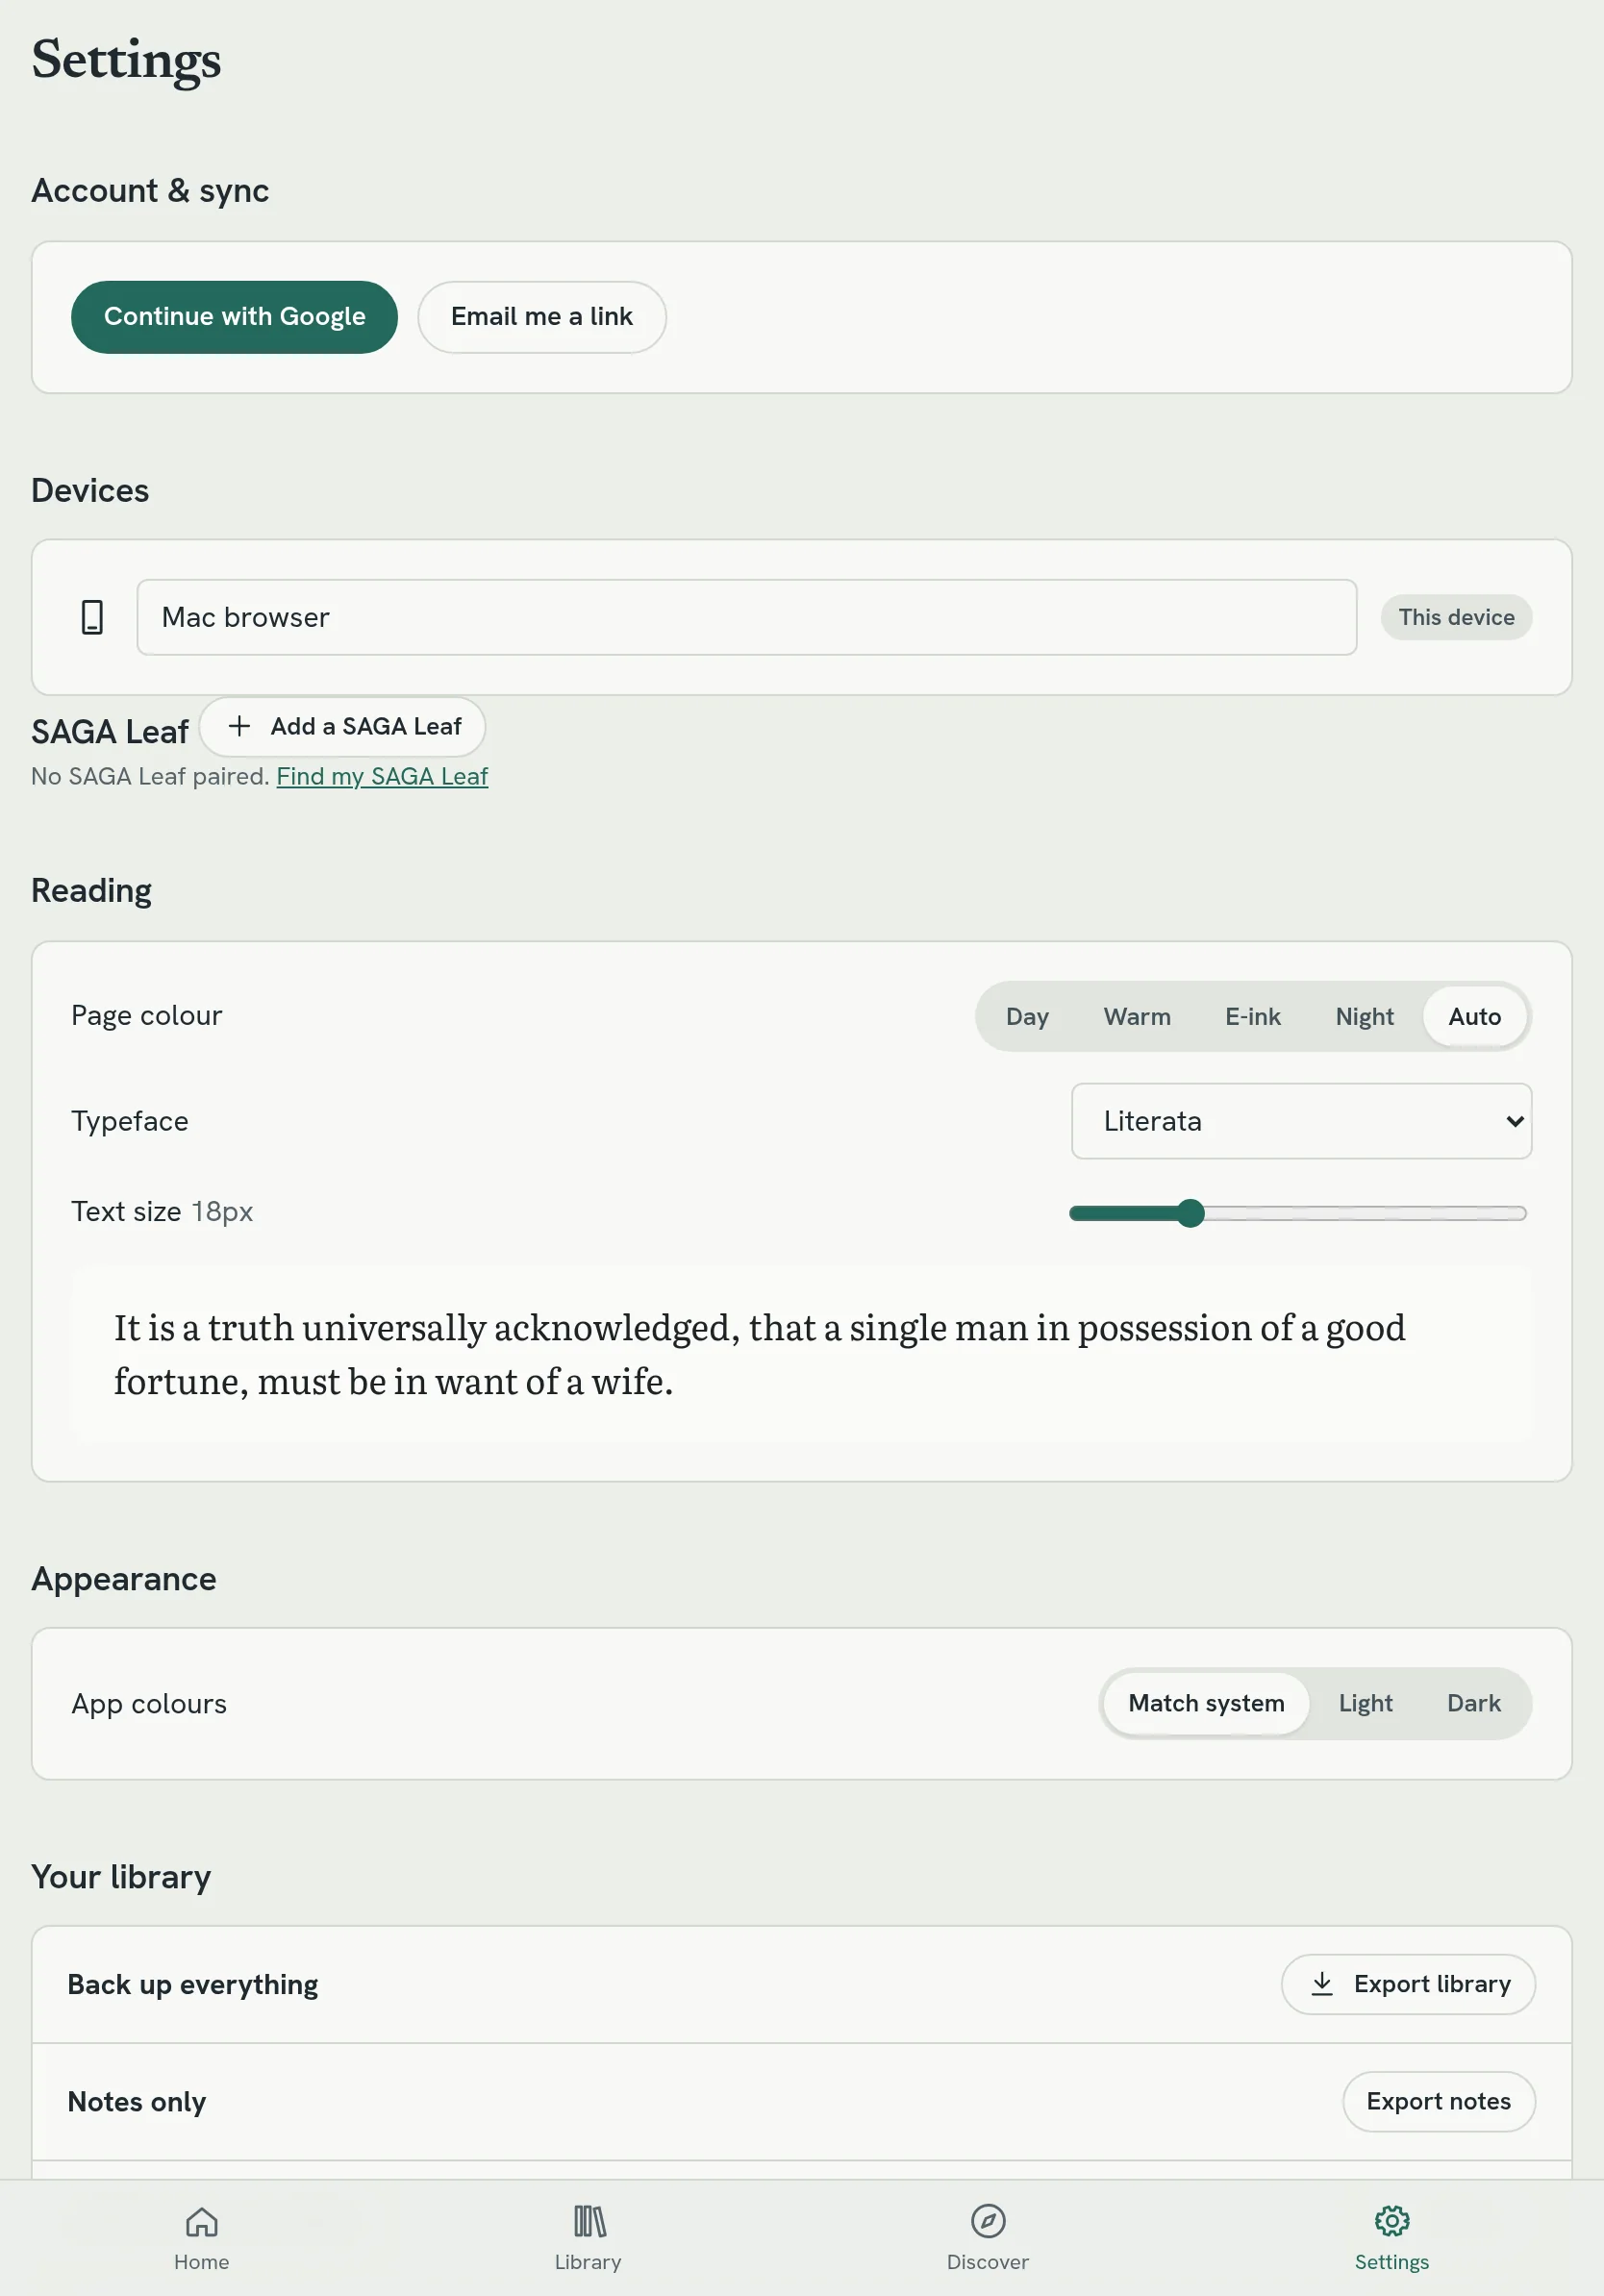 Settings
Account & sync
Continue with Google
Email me a link
Devices
Mac browser
This device
SAGA Leaf
Add a SAGA Leaf
No SAGA Leaf paired. Find my SAGA Leaf
Reading
Page colour
Day
Warm
E-ink
Night
Auto
Typeface
Literata
Text size 18px
It is a truth universally acknowledged, that a single man in possession of a good
fortune, must be in want of a wife.
Appearance
App colours
Match system
Light
Dark
Your library
Back up everything
Export library
Notes only
Export notes
Home
Library
Discover
Settings